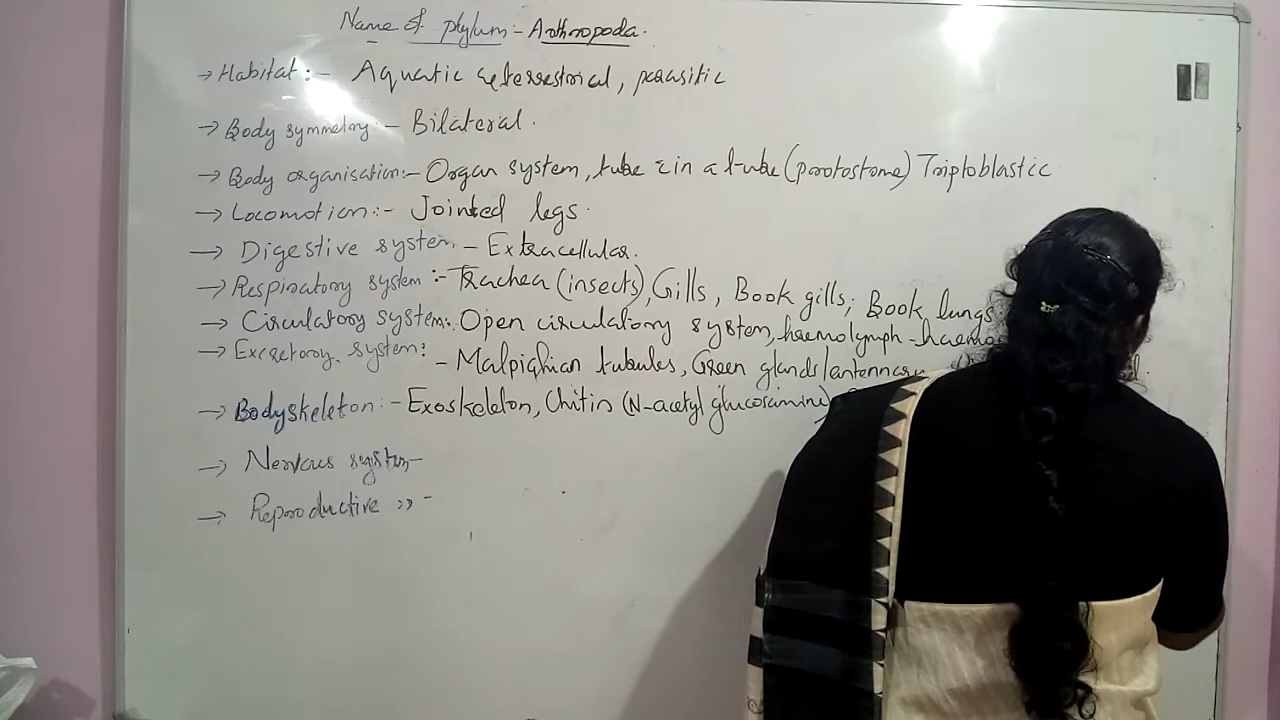 Name of phylum:- Arthropoda.
→ Habitat:- Aquatic & terrestrial, parasitic
→ Body symmetry - Bilateral.
→ Body organisation:- Organ system, tube in a tube (protostome) Triploblastic
→ Locomotion:- Jointed legs.
→ Digestive system - Extracellular.
→ Respiratory system:- Trachea (insects), Gills, Book gills, Book lungs
→ Circulatory system:- Open circulatory system, haemolymph -
→ Excretory system:- Malpighian tubules, Green glands/antennary
→ Bodyskeleton:- Exoskeleton, Chitin (N-acetyl glucosamine)
→ Nervous system -
→ Reproductive ,, -